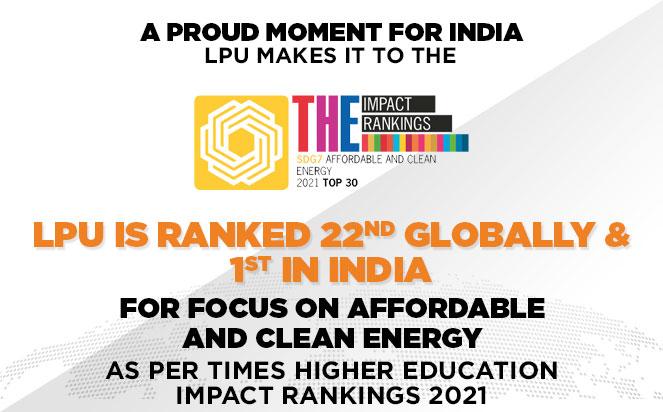 A PROUD MOMENT FOR INDIA
LPU MAKES IT TO THE
THE IMPACT
RANKINGS
SDG7 AFFORDABLE AND CLEAN
ENERGY
2021 TOP 30
LPU IS RANKED 22ND GLOBALLY &
1ST IN INDIA
FOR FOCUS ON AFFORDABLE
AND CLEAN ENERGY
AS PER TIMES HIGHER EDUCATION
IMPACT RANKINGS 2021